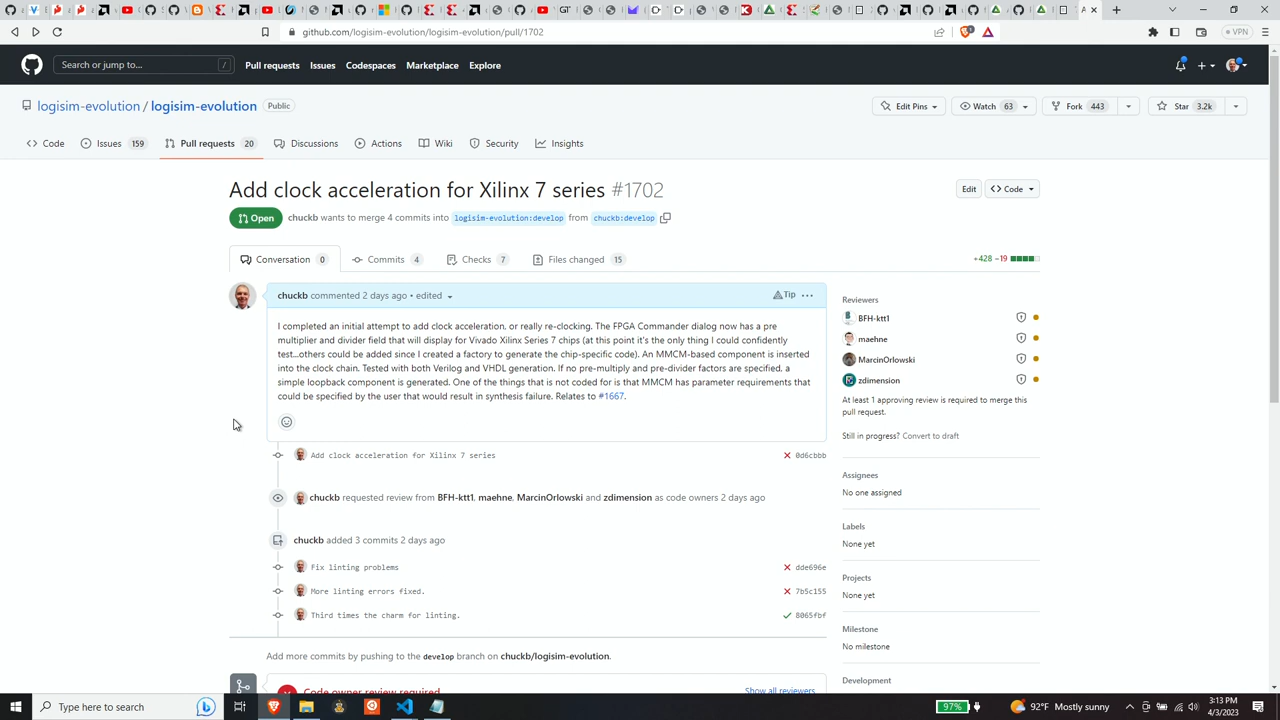 github.com/logisim-evolution/logisim-evolution/pull/1702
VPN
Search or jump to...
/
Pull requests
Issues
Codespaces
Marketplace
Explore
logisim-evolution / logisim-evolution
Public
Edit Pins
Watch 63
Fork 443
Star 3.2k
Code
Issues 159
Pull requests 20
Discussions
Actions
Wiki
Security
Insights
Add clock acceleration for Xilinx 7 series #1702
Edit
<> Code
Open
chuckb wants to merge 4 commits into logisim-evolution:develop from chuckb:develop
Conversation 0
Commits 4
Checks 7
Files changed 15
+428 −19
chuckb commented 2 days ago • edited
Tip
I completed an initial attempt to add clock acceleration, or really re-clocking. The FPGA Commander dialog now has a pre
multiplier and divider field that will display for Vivado Xilinx Series 7 chips (at this point it's the only thing I could confidently
test...others could be added since I created a factory to generate the chip-specific code). An MMCM-based component is inserted
into the clock chain. Tested with both Verilog and VHDL generation. If no pre-multiply and pre-divider factors are specified, a
simple loopback component is generated. One of the things that is not coded for is that MMCM has parameter requirements that
could be specified by the user that would result in synthesis failure. Relates to #1667.
Add clock acceleration for Xilinx 7 series
0d6cbbb
chuckb requested review from BFH-ktt1, maehne, MarcinOrlowski and zdimension as code owners 2 days ago
chuckb added 3 commits 2 days ago
Fix linting problems
dde696e
More linting errors fixed.
7b5c155
Third times the charm for linting.
8065fbf
Add more commits by pushing to the develop branch on chuckb/logisim-evolution.
Code owner review required
Show all reviewers
Reviewers
BFH-ktt1
maehne
MarcinOrlowski
zdimension
At least 1 approving review is required to merge this
pull request.
Still in progress? Convert to draft
Assignees
No one assigned
Labels
None yet
Projects
None yet
Milestone
No milestone
Development
Type here to search
97%
92°F Mostly sunny
3:13 PM
4/3/2023